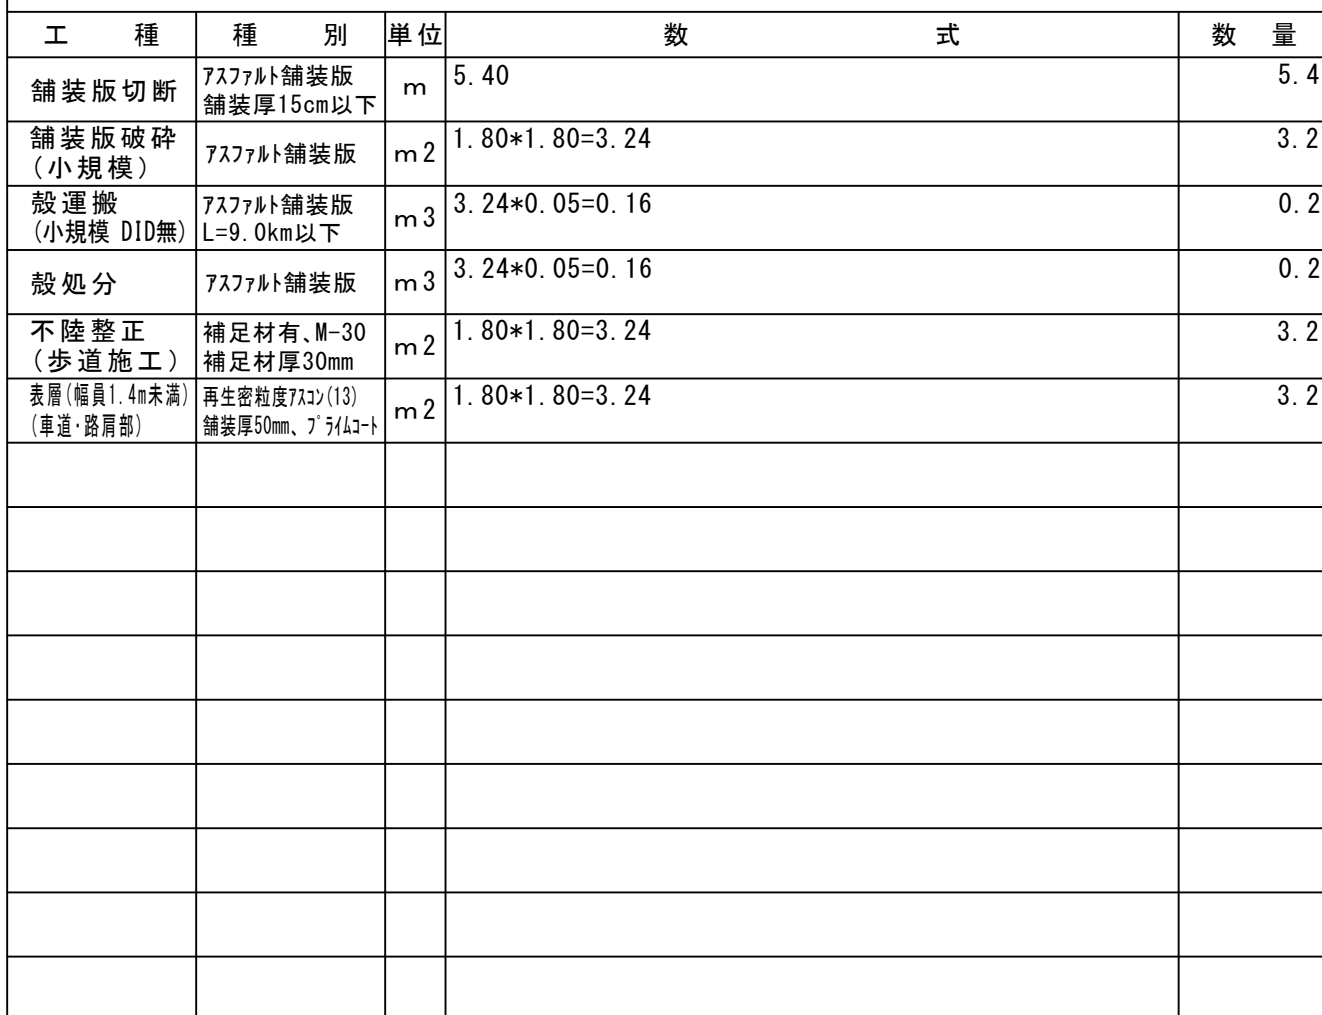 工種 種別 単位 数式 数量
舗装版切断 ｱｽﾌｧﾙﾄ舗装版 m 5.40 5.4
舗装厚15cm以下
舗装版破砕 ｱｽﾌｧﾙﾄ舗装版 m2 1.80*1.80=3.24 3.2
(小規模)
殻運搬 ｱｽﾌｧﾙﾄ舗装版 m3 3.24*0.05=0.16 0.2
(小規模 DID無) L=9.0km以下
殻処分 ｱｽﾌｧﾙﾄ舗装版 m3 3.24*0.05=0.16 0.2
不陸整正 補足材有､M-30 m2 1.80*1.80=3.24 3.2
(歩道施工) 補足材厚30mm
表層(幅員1.4m未満) 再生密粒度ｱｽｺﾝ(13) m2 1.80*1.80=3.24 3.2
(車道･路肩部) 舗装厚50mm、ﾌﾟﾗｲﾑｺｰﾄ